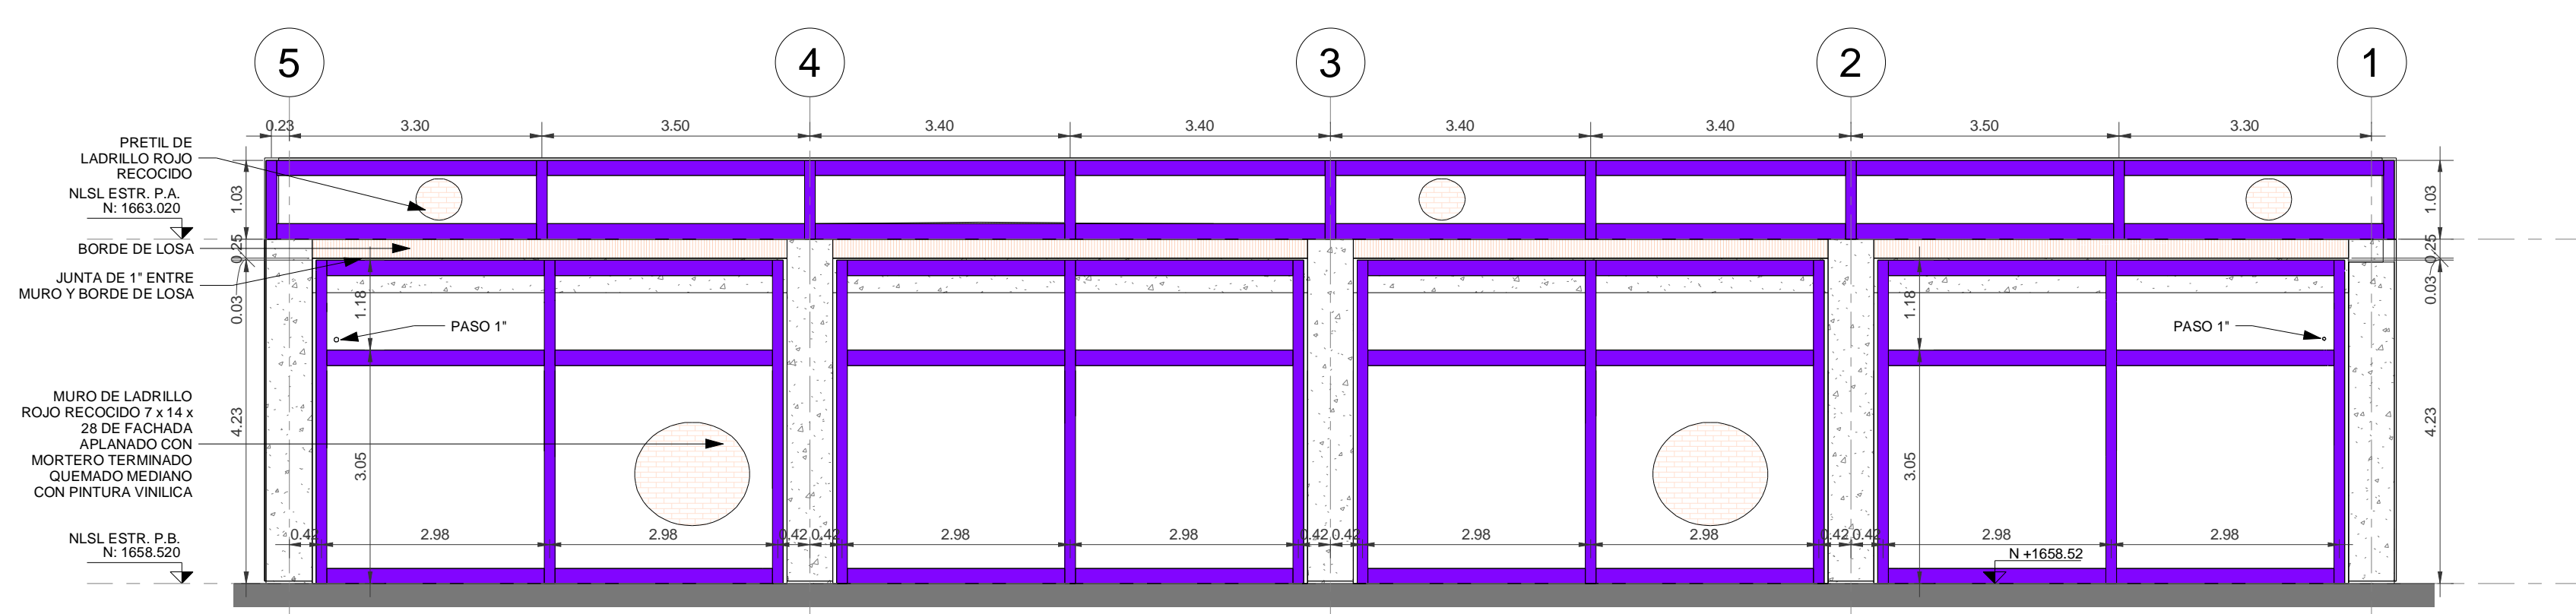 5 4 3 2 1
0.23 3.30 3.50 3.40 3.40 3.40 3.40 3.50 3.30
PRETIL DE
LADRILLO ROJO
RECOCIDO
NLSL ESTR. P.A.
N: 1663.020
1.03 1.03
BORDE DE LOSA
0.25 0.25
JUNTA DE 1" ENTRE
MURO Y BORDE DE LOSA
0.03 1.18 1.18 0.03
PASO 1" PASO 1"
MURO DE LADRILLO
ROJO RECOCIDO 7 x 14 x
28 DE FACHADA
APLANADO CON
MORTERO TERMINADO
QUEMADO MEDIANO
CON PINTURA VINILICA
4.23 3.05 3.05 4.23
0.42 2.98 2.98 0.42 0.42 2.98 2.98 0.42 0.42 2.98 2.98 0.42 0.42 2.98 2.98
NLSL ESTR. P.B.
N: 1658.520
N +1658.52